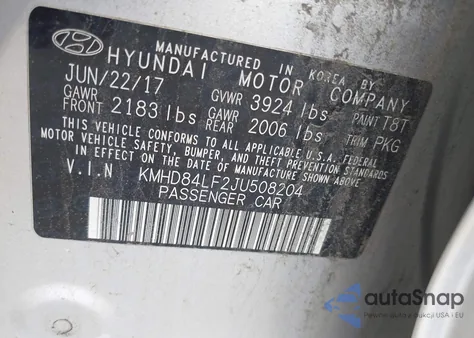 MANUFACTURED IN KOREA BY
HYUNDAI MOTOR COMPANY
JUN/22/17 GVWR 3924 lbs PAINT T8T
GAWR FRONT 2183 lbs GAWR REAR 2006 lbs TRIM PKG
THIS VEHICLE CONFORMS TO ALL APPLICABLE U.S.A. FEDERAL
MOTOR VEHICLE SAFETY, BUMPER, AND THEFT PREVENTION STANDARDS
IN EFFECT ON THE DATE OF MANUFACTURE SHOWN ABOVE.
V.I.N KMHD84LF2JU508204
PASSENGER CAR
autoSnap